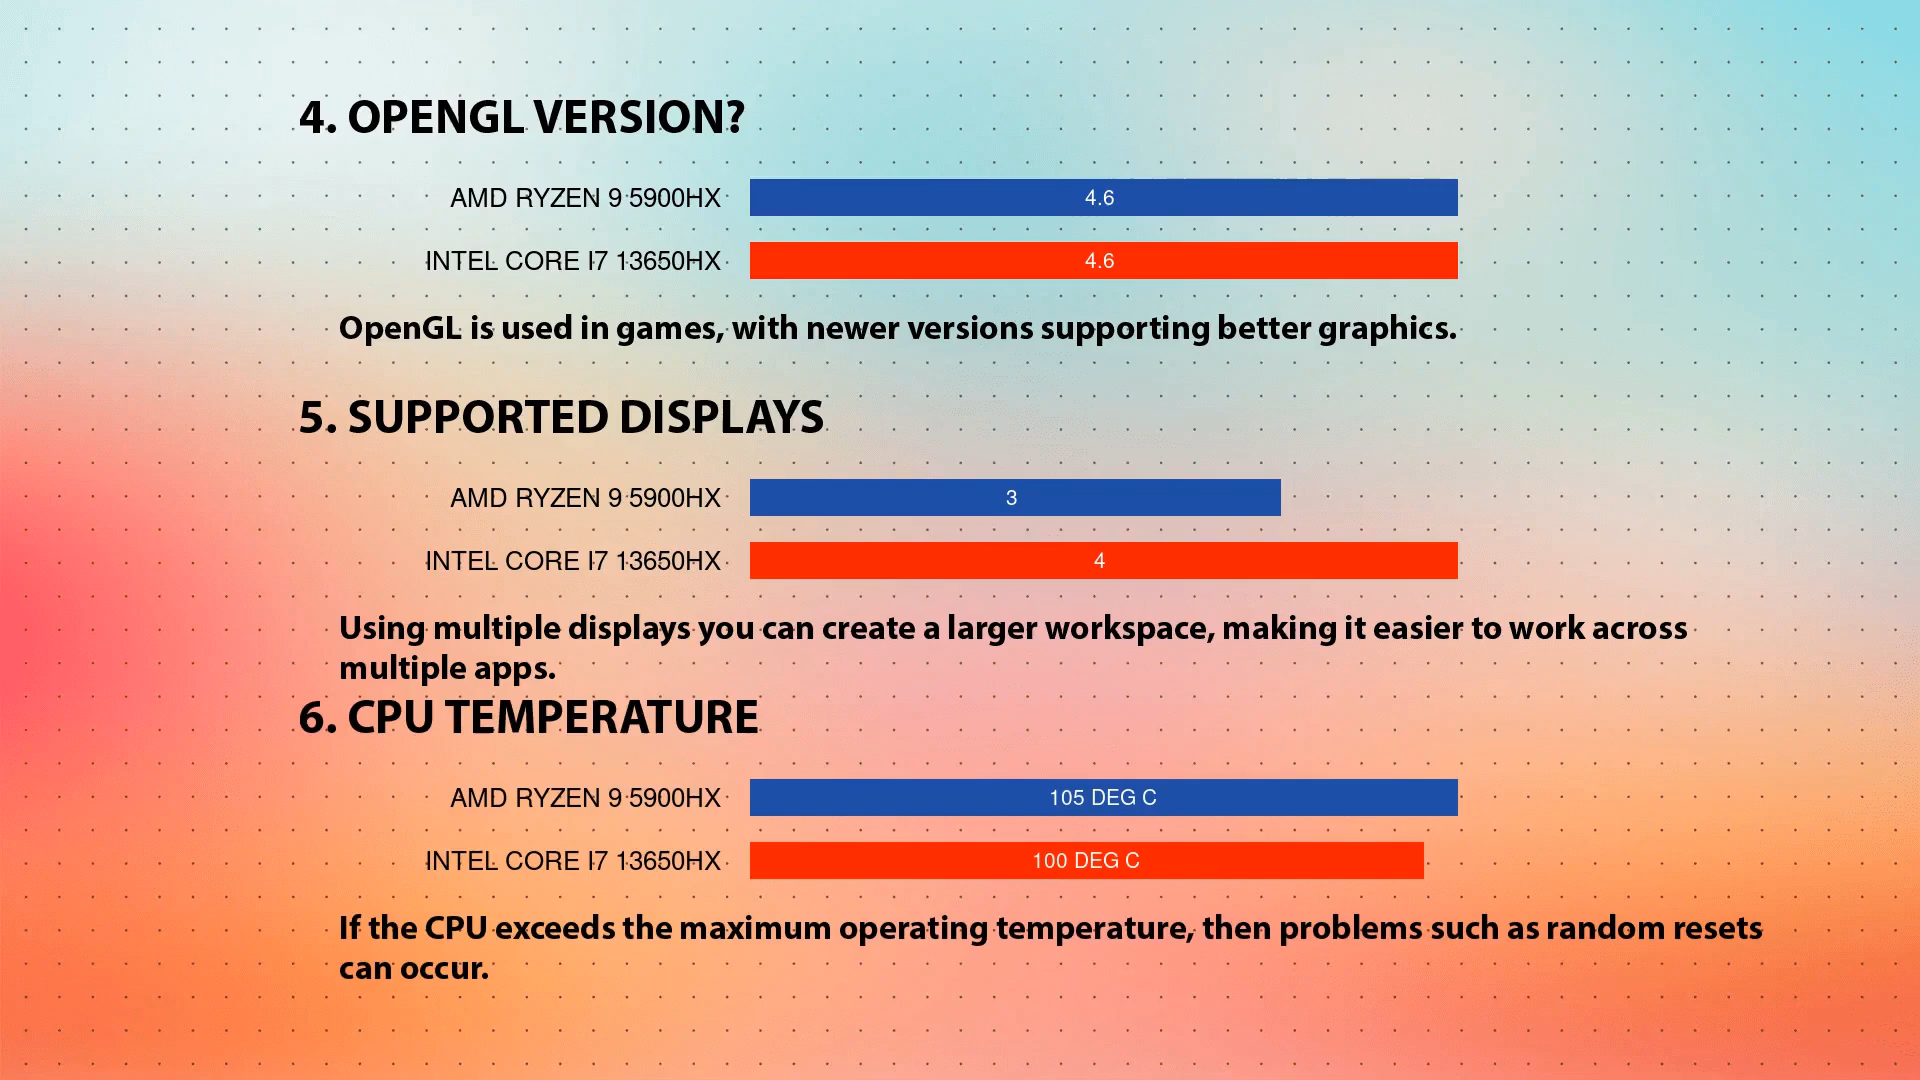 4. OPENGL VERSION?
AMD RYZEN 9 5900HX
4.6
INTEL CORE I7 13650HX
4.6
OpenGL is used in games, with newer versions supporting better graphics.
5. SUPPORTED DISPLAYS
AMD RYZEN 9 5900HX
3
INTEL CORE I7 13650HX
4
Using multiple displays you can create a larger workspace, making it easier to work across
multiple apps.
6. CPU TEMPERATURE
AMD RYZEN 9 5900HX
105 DEG C
INTEL CORE I7 13650HX
100 DEG C
If the CPU exceeds the maximum operating temperature, then problems such as random resets
can occur.